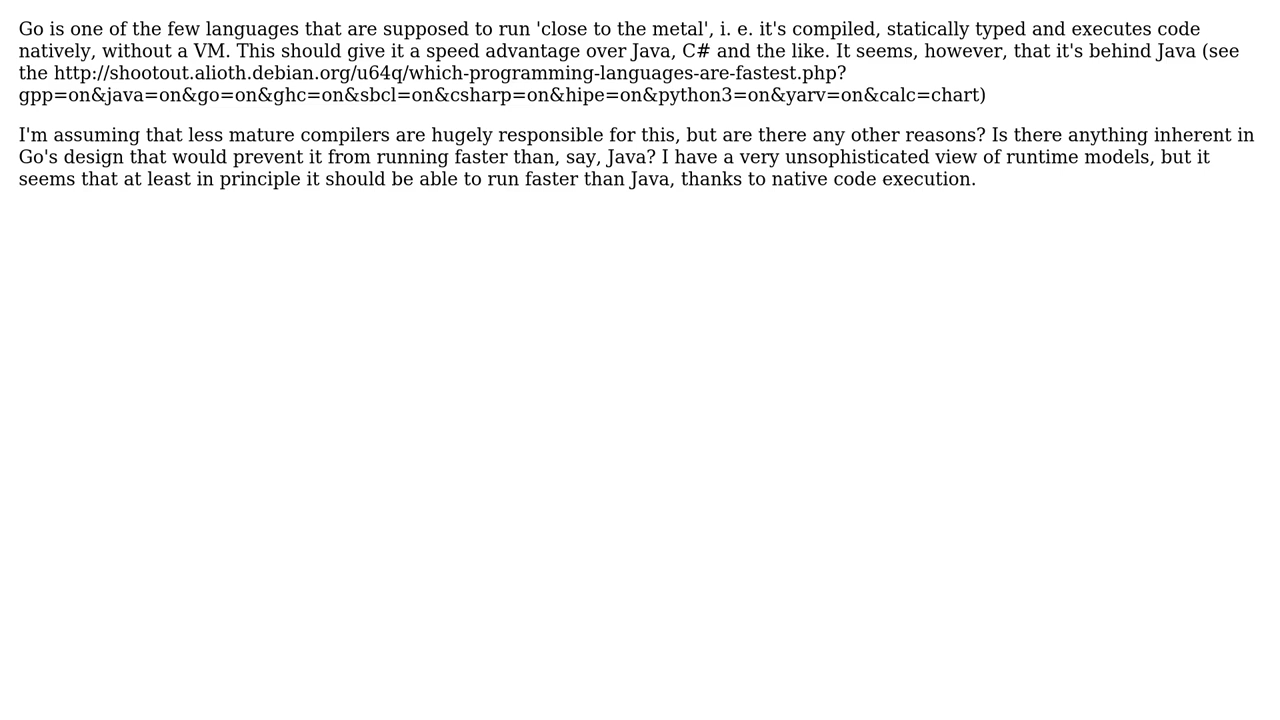 Go is one of the few languages that are supposed to run 'close to the metal', i. e. it's compiled, statically typed and executes code
natively, without a VM. This should give it a speed advantage over Java, C# and the like. It seems, however, that it's behind Java (see
the http://shootout.alioth.debian.org/u64q/which-programming-languages-are-fastest.php?
gpp=on&java=on&go=on&ghc=on&sbcl=on&csharp=on&hipe=on&python3=on&yarv=on&calc=chart)
I'm assuming that less mature compilers are hugely responsible for this, but are there any other reasons? Is there anything inherent in
Go's design that would prevent it from running faster than, say, Java? I have a very unsophisticated view of runtime models, but it
seems that at least in principle it should be able to run faster than Java, thanks to native code execution.